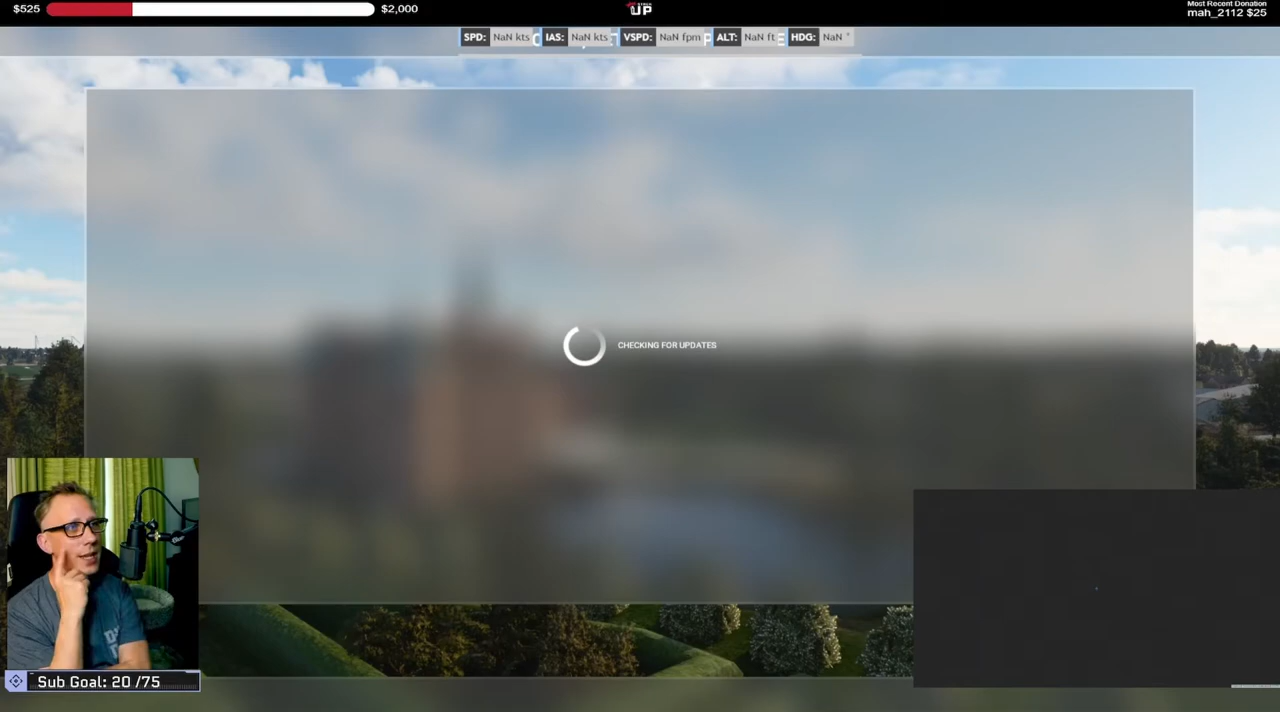 $525
$2,000
STACK
UP
Most Recent Donation
mah_2112 $25
SPD: NaN kts IAS: NaN kts VSPD: NaN fpm ALT: NaN ft HDG: NaN °
CHECKING FOR UPDATES
Sub Goal: 20 /75